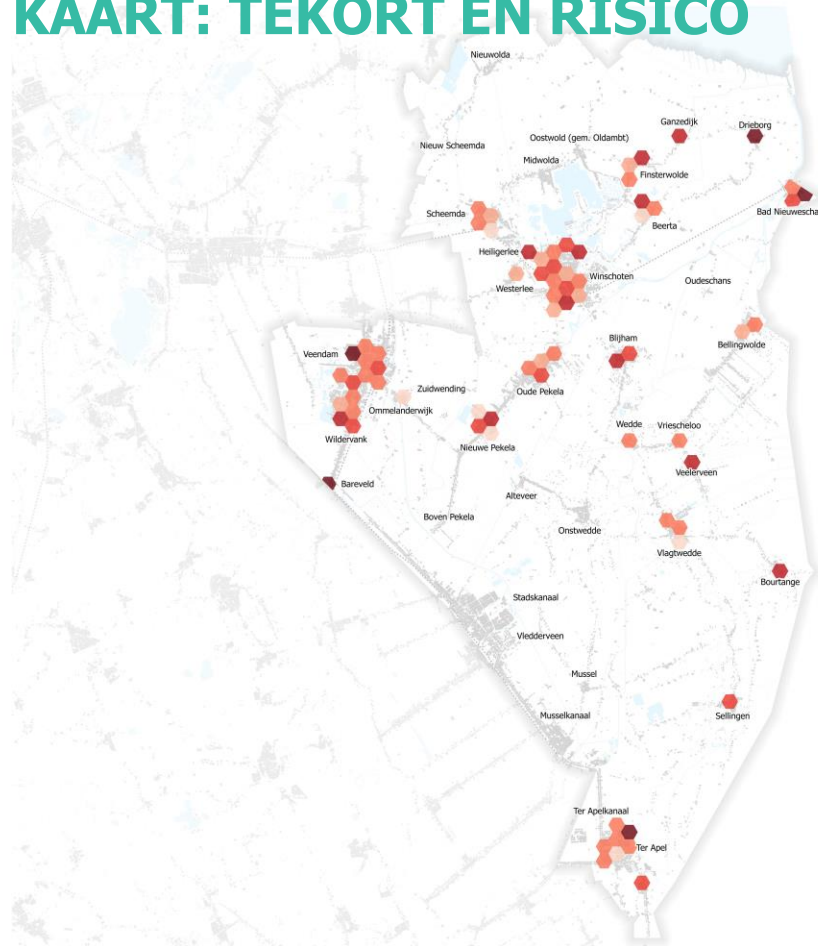 KAART: TEKORT EN RISICO
Nieuwolda
Ganzedijk
Drieborg
Oostwold (gem. Oldambt)
Nieuw Scheemda
Midwolda
Finsterwolde
Scheemda
Bad Nieuwescha
Beerta
Heiligerlee
Winschoten
Westerlee
Oudeschans
Blijham
Bellingwolde
Veendam
Zuidwending
Oude Pekela
Ommelanderwijk
Wedde
Vriescheloo
Wildervank
Nieuwe Pekela
Veelerveen
Bareveld
Alteveer
Boven Pekela
Onstwedde
Vlagtwedde
Bourtange
Stadskanaal
Vledderveen
Mussel
Musselkanaal
Sellingen
Ter Apelkanaal
Ter Apel